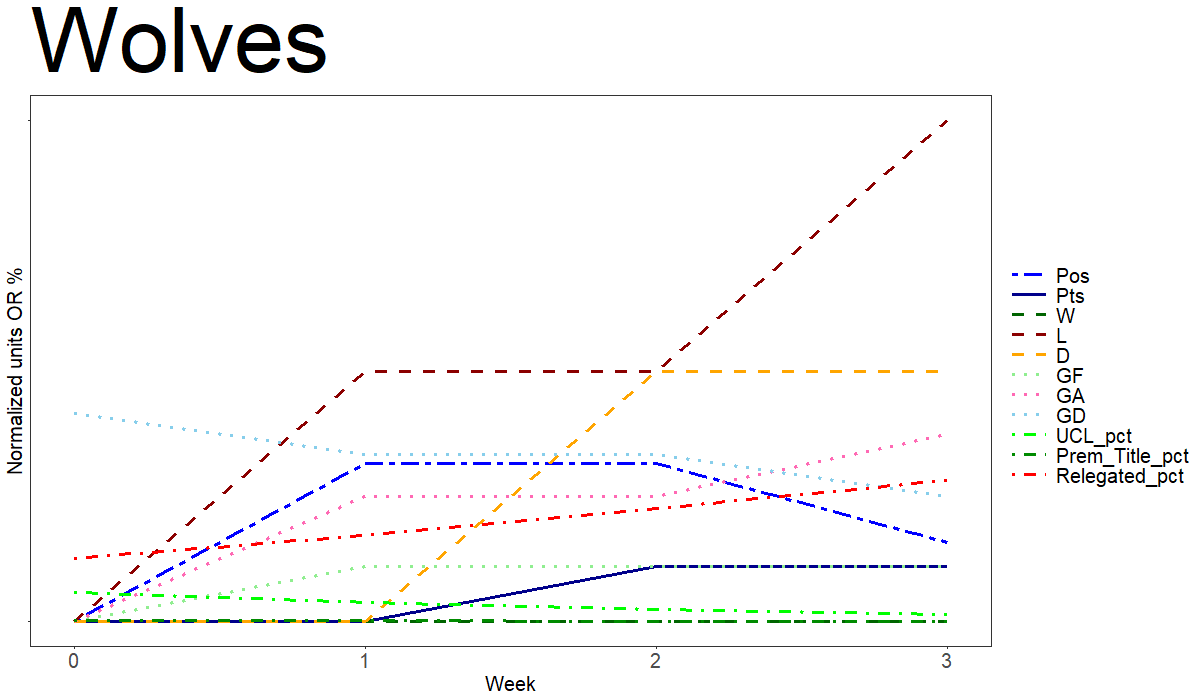 Wolves
Normalized units OR %
0 1 2 3
Week
Pos
Pts
W
L
D
GF
GA
GD
UCL_pct
Prem_Title_pct
Relegated_pct